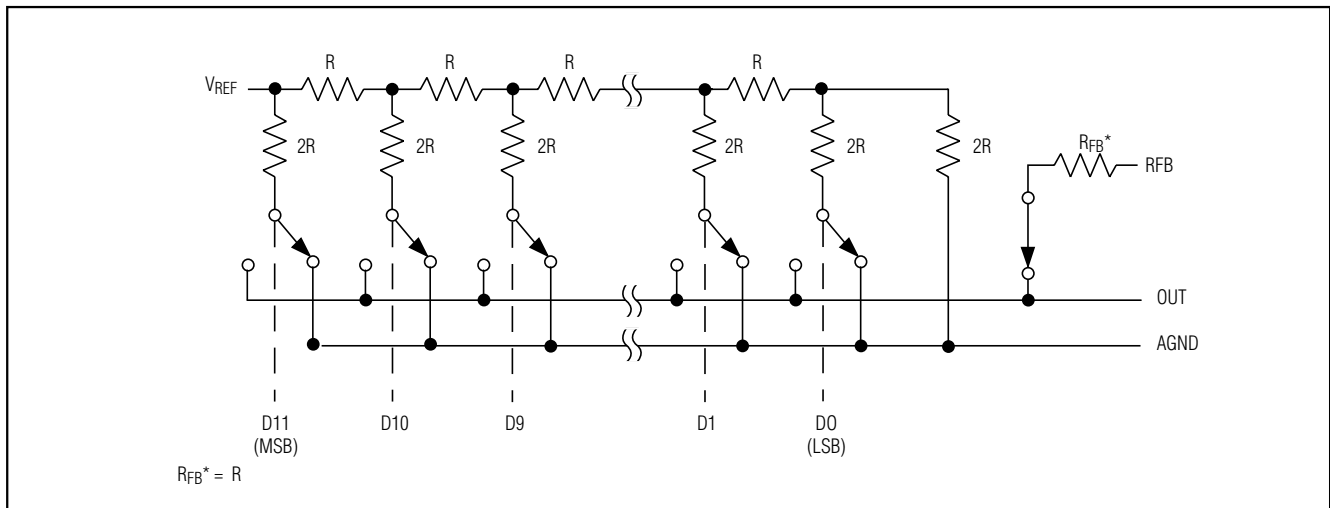 R R R R
VREF
2R 2R 2R 2R 2R 2R
RFB*
RFB
OUT
AGND
D11 D10 D9 D1 D0
(MSB) (LSB)
RFB* = R